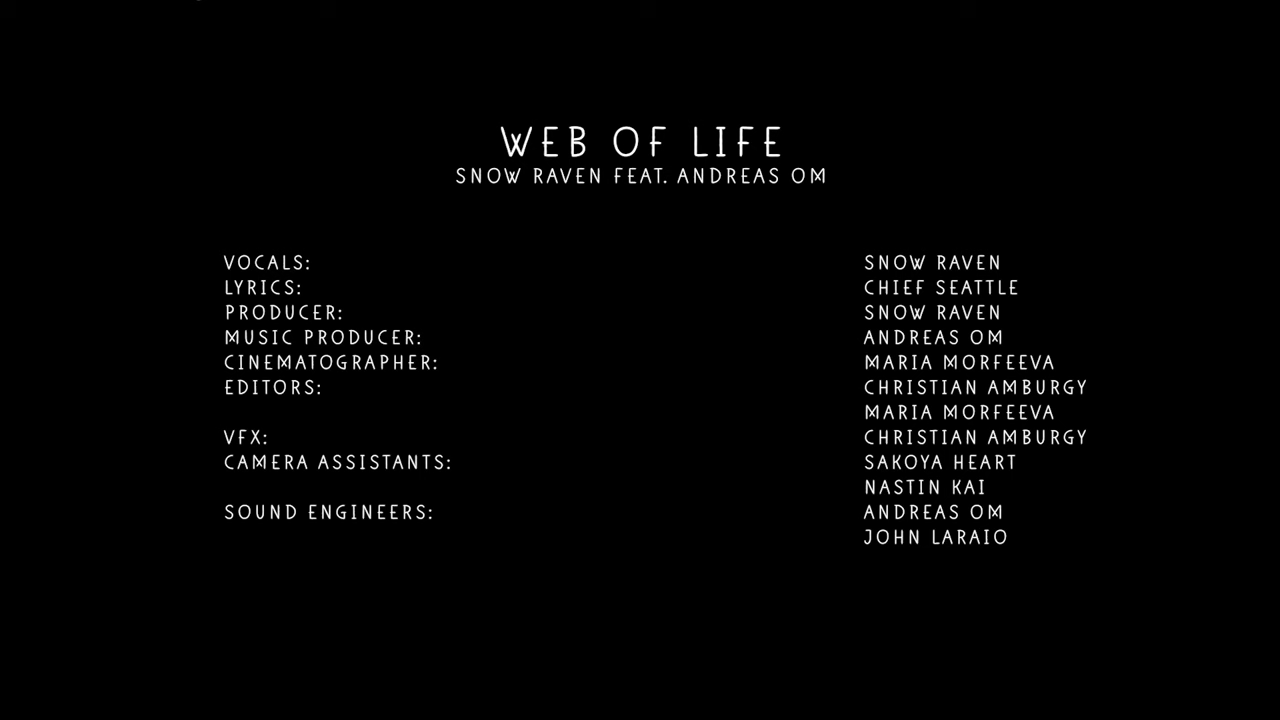 WEB OF LIFE
SNOW RAVEN FEAT. ANDREAS OM
VOCALS: SNOW RAVEN
LYRICS: CHIEF SEATTLE
PRODUCER: SNOW RAVEN
MUSIC PRODUCER: ANDREAS OM
CINEMATOGRAPHER: MARIA MORFEEVA
EDITORS: CHRISTIAN AMBURGY
MARIA MORFEEVA
VFX: CHRISTIAN AMBURGY
CAMERA ASSISTANTS: SAKOYA HEART
NASTIN KAI
SOUND ENGINEERS: ANDREAS OM
JOHN LARAIO